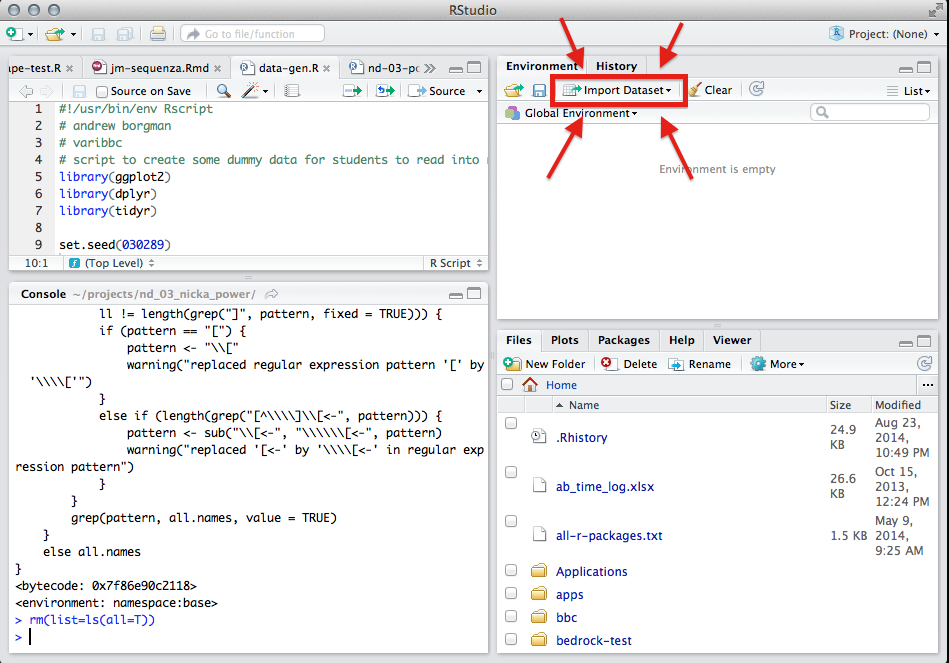 RStudio
Go to file/function
Project: (None)
ape-test.R
jm-sequenza.Rmd
data-gen.R
nd-03-po
Source on Save
Source
1 #!/usr/bin/env Rscript
2 # andrew borgman
3 # varibbc
4 # script to create some dummy data for students to read into
5 library(ggplot2)
6 library(dplyr)
7 library(tidyr)
8
9 set.seed(030289)
10:1 (Top Level) R Script
Console ~/projects/nd_03_nicka_power/
ll != length(grep("]", pattern, fixed = TRUE))) {
if (pattern == "[") {
pattern <- "\\["
warning("replaced regular expression pattern '[' by
'\\\\['")
}
else if (length(grep("[^\\\\]\\[<-", pattern))) {
pattern <- sub("\\[<-", "\\\\\\[<-", pattern)
warning("replaced '[<-' by '\\\\[<-' in regular exp
ression pattern")
}
}
grep(pattern, all.names, value = TRUE)
}
else all.names
}
<bytecode: 0x7f86e90c2118>
<environment: namespace:base>
> rm(list=ls(all=T))
>
Environment History
Import Dataset Clear List
Global Environment
Environment is empty
Files Plots Packages Help Viewer
New Folder Delete Rename More
Home ...
Name Size Modified
.Rhistory 24.9 KB Aug 23, 2014, 10:49 PM
ab_time_log.xlsx 26.6 KB Oct 15, 2013, 12:24 PM
all-r-packages.txt 1.5 KB May 9, 2014, 9:25 AM
Applications
apps
bbc
bedrock-test